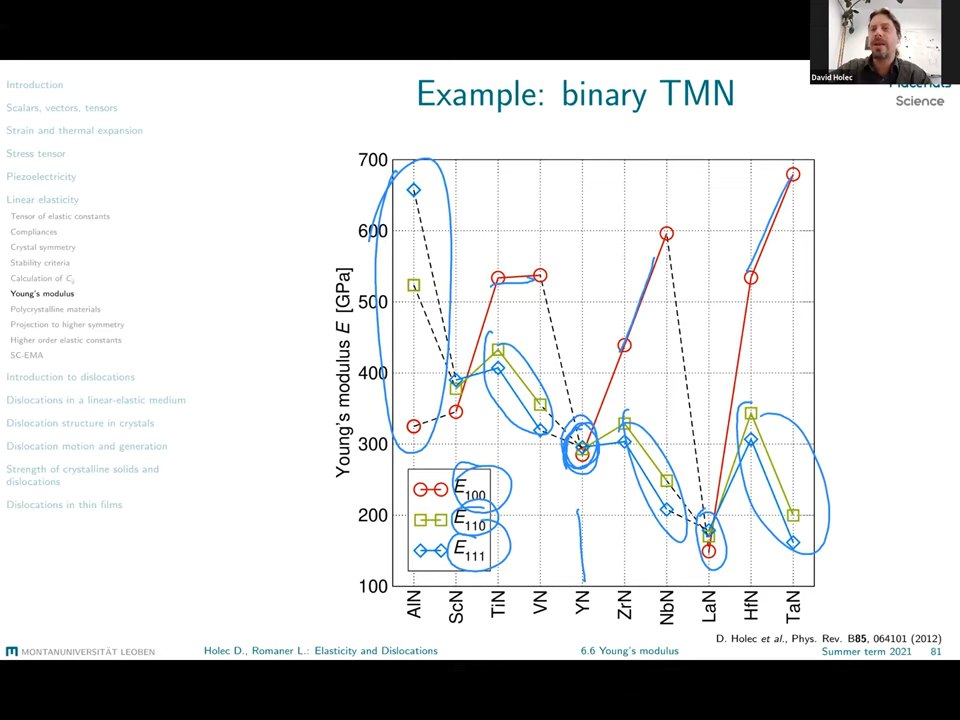 David Holec
Materials
Science
Example: binary TMN
Introduction
Scalars, vectors, tensors
Strain and thermal expansion
Stress tensor
Piezoelectricity
Linear elasticity
Tensor of elastic constants
Compliances
Crystal symmetry
Stability criteria
Calculation of Cij
Young's modulus
Polycrystalline materials
Projection to higher symmetry
Higher order elastic constants
SC-EMA
Introduction to dislocations
Dislocations in a linear-elastic medium
Dislocation structure in crystals
Dislocation motion and generation
Strength of crystalline solids and
dislocations
Dislocations in thin films
Young's modulus E [GPa]
700
600
500
400
300
200
100
E100
E110
E111
AlN
ScN
TiN
VN
YN
ZrN
NbN
LaN
HfN
TaN
D. Holec et al., Phys. Rev. B85, 064101 (2012)
MONTANUNIVERSITÄT LEOBEN
Holec D., Romaner L.: Elasticity and Dislocations
6.6 Young's modulus
Summer term 2021 81